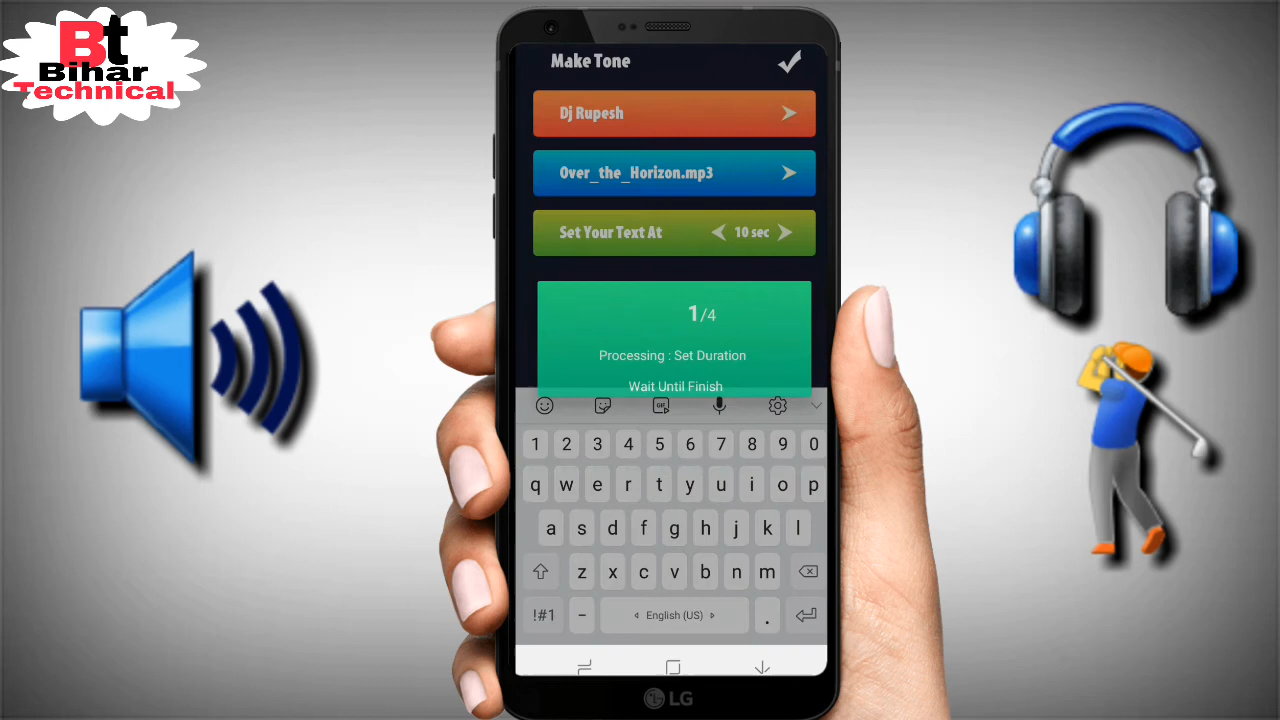 Bt
Bihar
Technical
Make Tone
Dj Rupesh
Over_the_Horizon.mp3
Set Your Text At 10 sec
1/4
Processing : Set Duration
Wait Until Finish
GIF
1 2 3 4 5 6 7 8 9 0
q w e r t y u i o p
a s d f g h j k l
z x c v b n m
!#1 - English (US) .
LG